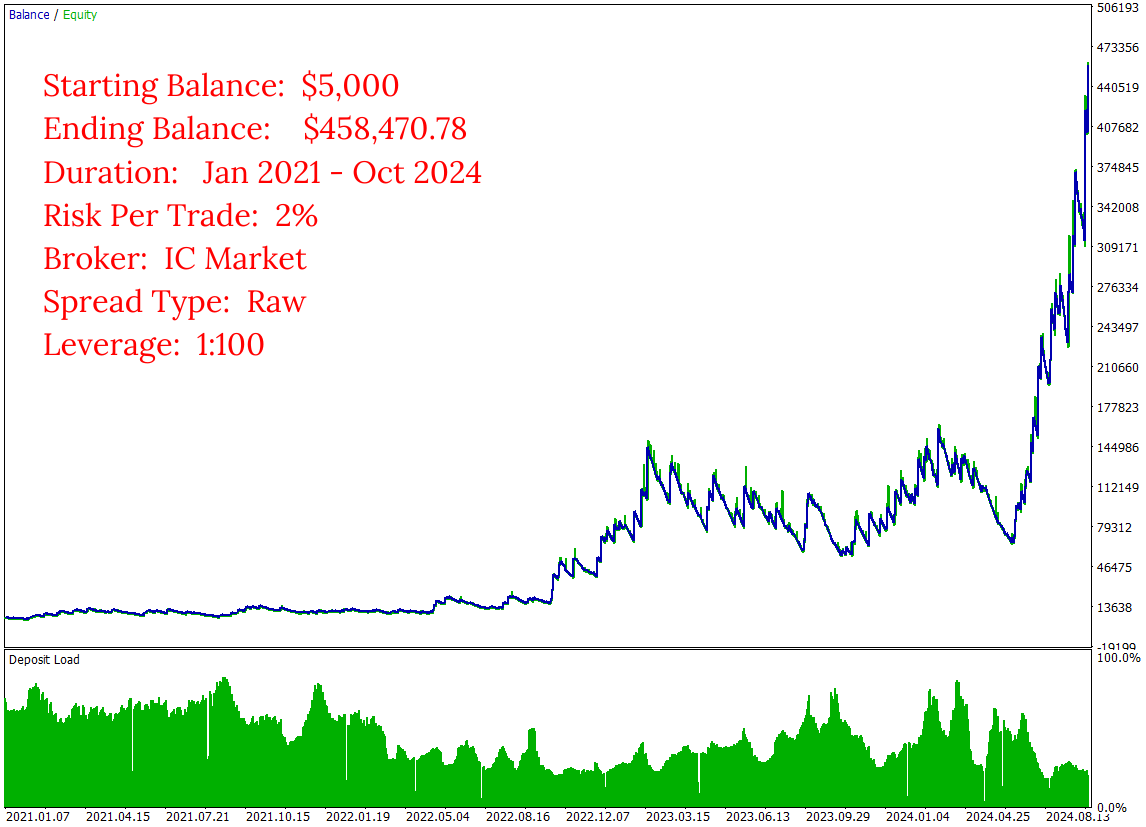 Balance / Equity
Starting Balance: $5,000
Ending Balance: $458,470.78
Duration: Jan 2021 - Oct 2024
Risk Per Trade: 2%
Broker: IC Market
Spread Type: Raw
Leverage: 1:100
506193
473356
440519
407682
374845
342008
309171
276334
243497
210660
177823
144986
112149
79312
46475
13638
-19199
Deposit Load
100.0%
0.0%
2021.01.07 2021.04.15 2021.07.21 2021.10.15 2022.01.19 2022.05.04 2022.08.16 2022.12.07 2023.03.15 2023.06.13 2023.09.29 2024.01.04 2024.04.25 2024.08.13